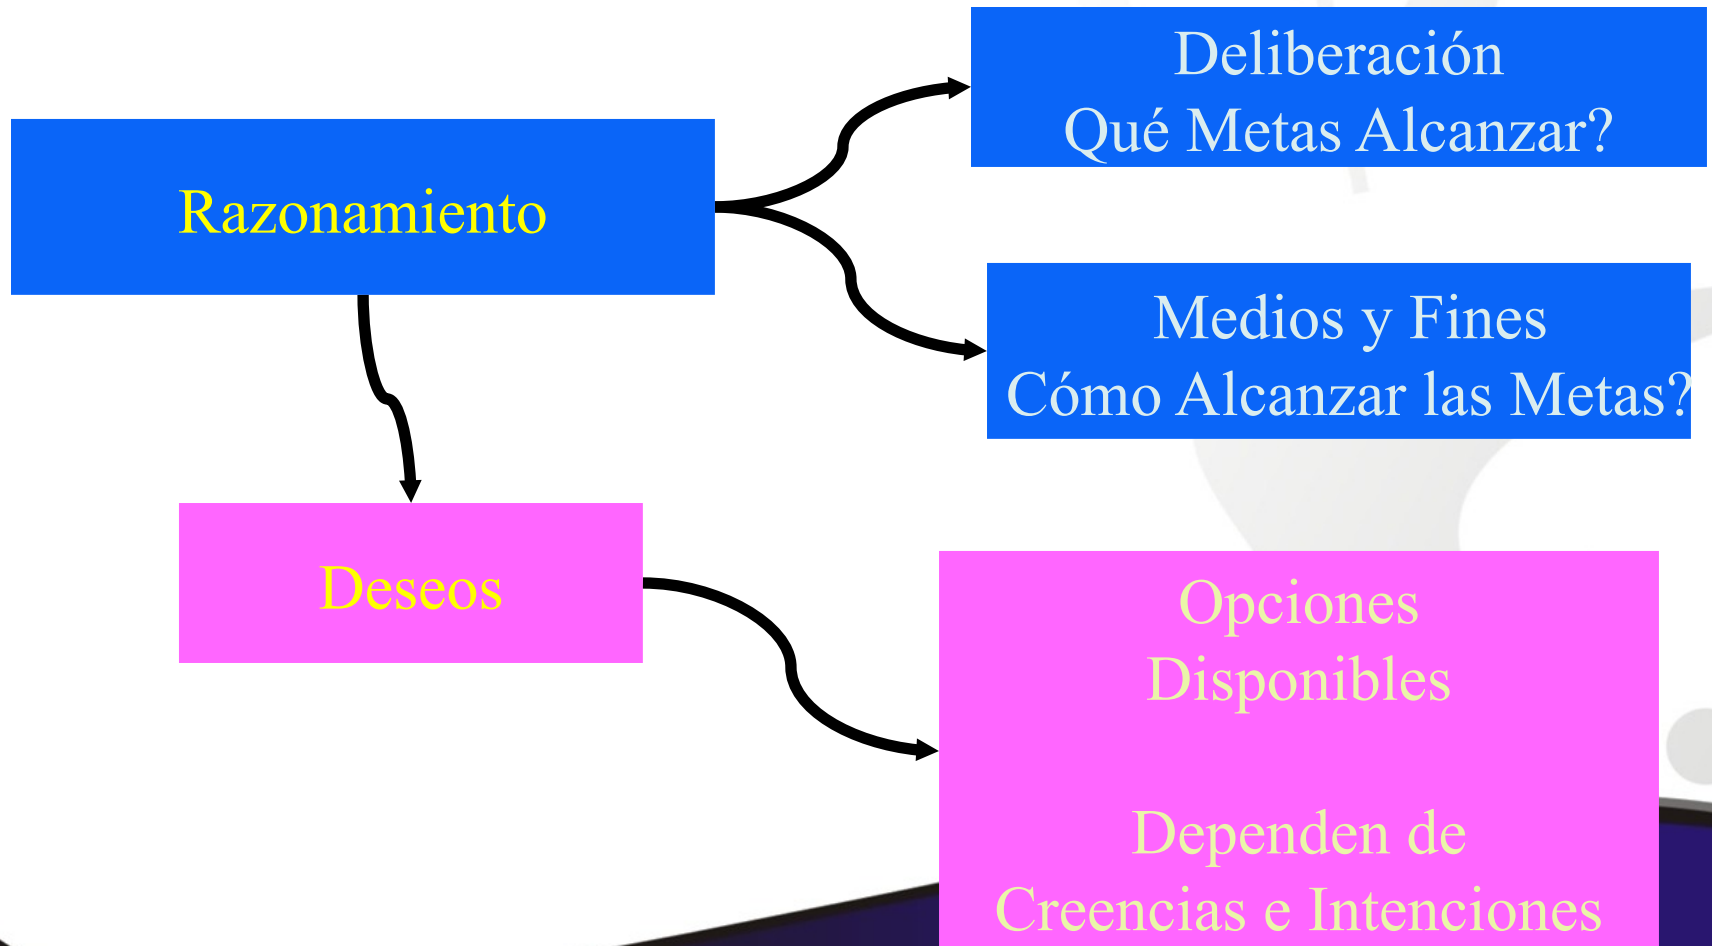 Deliberación
Qué Metas Alcanzar?
Razonamiento
Medios y Fines
Cómo Alcanzar las Metas?
Deseos
Opciones
Disponibles
Dependen de
Creencias e Intenciones